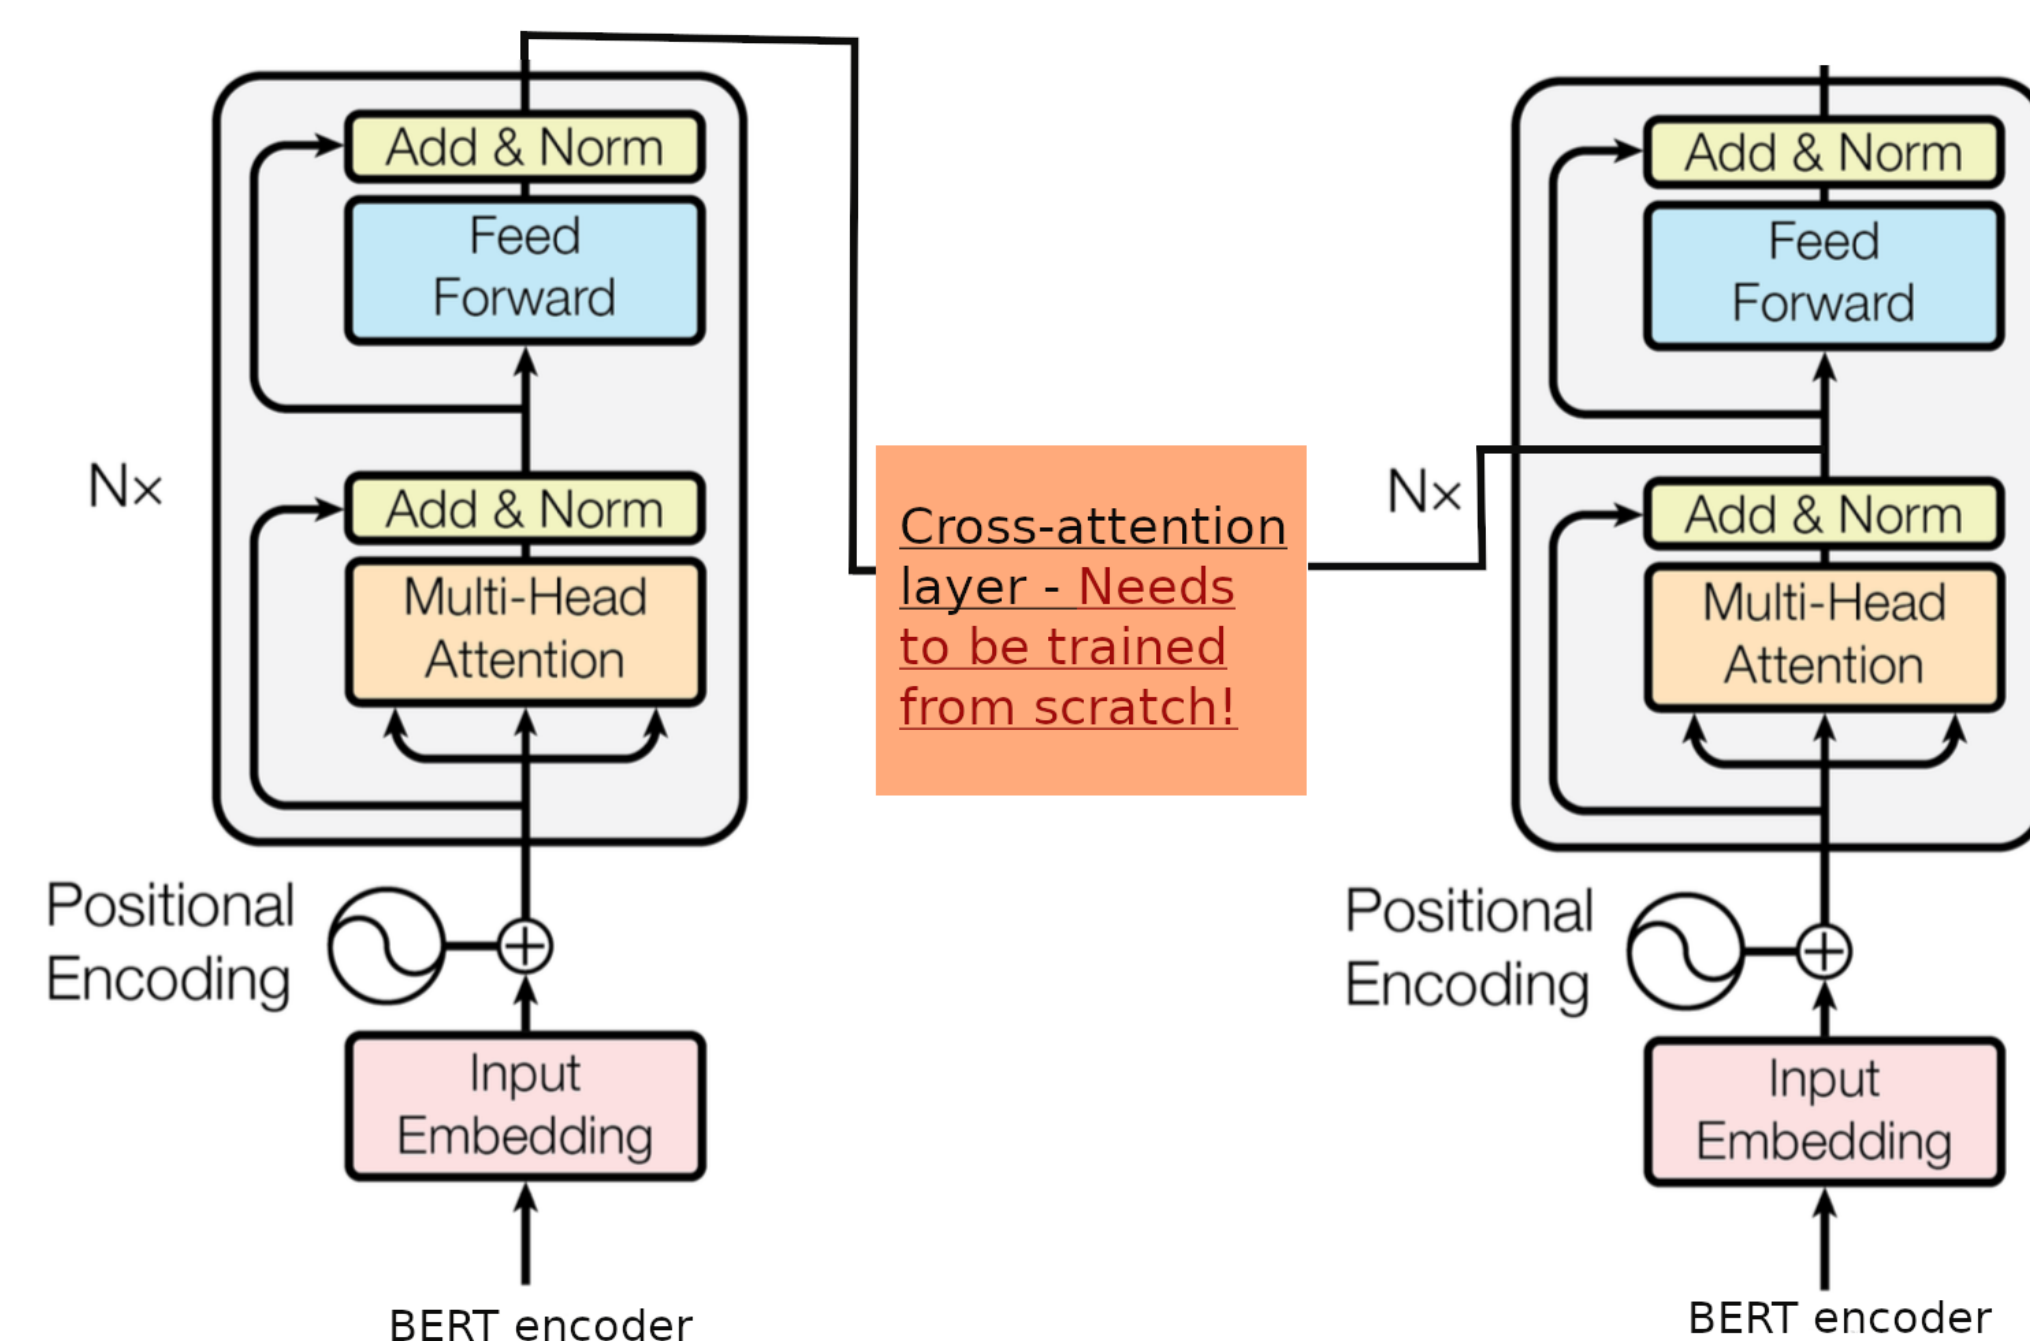 Add & Norm
Feed
Forward
Nx
Add & Norm
Multi-Head
Attention
Positional
Encoding
Input
Embedding
BERT encoder
Cross-attention
layer - Needs
to be trained
from scratch!
Add & Norm
Feed
Forward
Nx
Add & Norm
Multi-Head
Attention
Positional
Encoding
Input
Embedding
BERT encoder